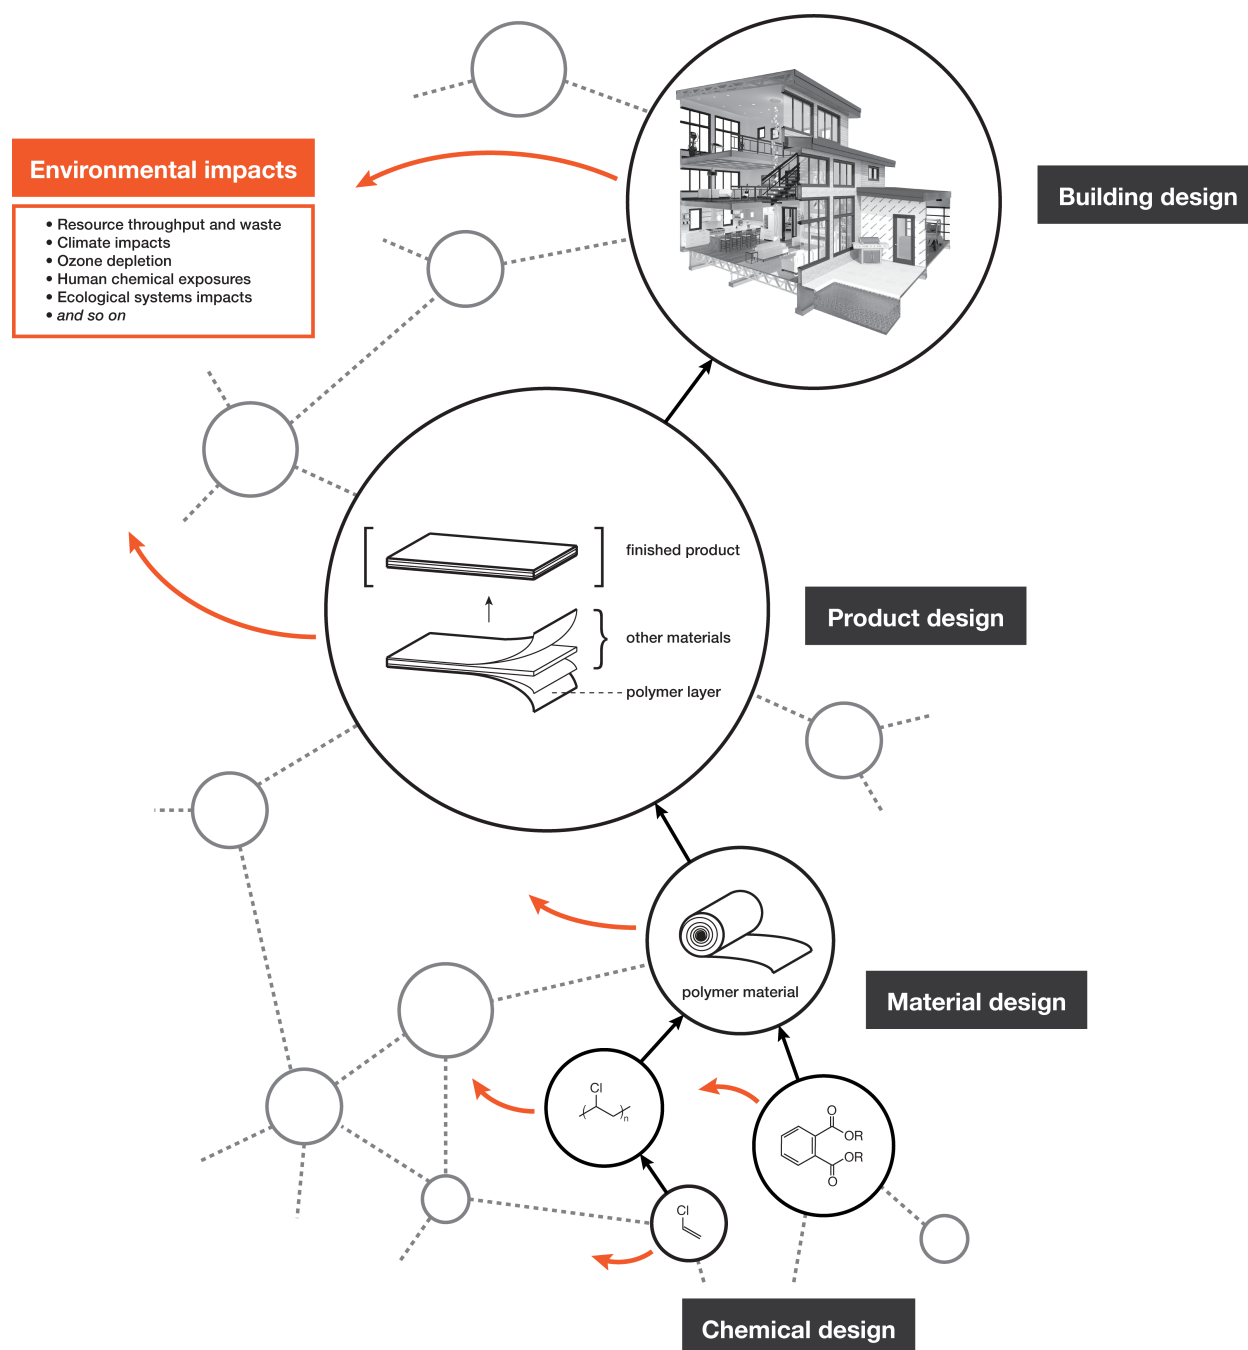 Environmental impacts
• Resource throughput and waste
• Climate impacts
• Ozone depletion
• Human chemical exposures
• Ecological systems impacts
• and so on
Building design
finished product
other materials
polymer layer
Product design
polymer material
Material design
Cl
n
O
OR
OR
O
Cl
Chemical design